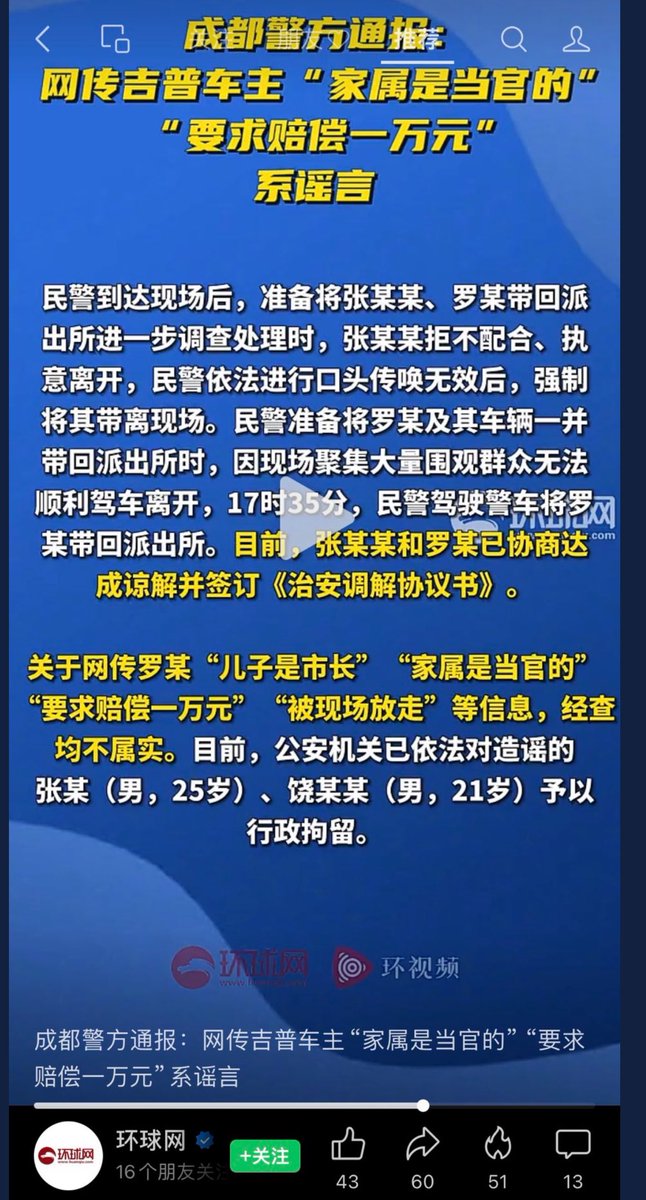 推荐
成都警方通报：
网传吉普车主“家属是当官的”
“要求赔偿一万元”
系谣言
民警到达现场后，准备将张某某、罗某带回派
出所进一步调查处理时，张某某拒不配合、执
意离开，民警依法进行口头传唤无效后，强制
将其带离现场。民警准备将罗某及其车辆一并
带回派出所时，因现场聚集大量围观群众无法
顺利驾车离开，17时35分，民警驾驶警车将罗
某带回派出所。目前，张某某和罗某已协商达
成谅解并签订《治安调解协议书》。
关于网传罗某“儿子是市长”“家属是当官的”
“要求赔偿一万元”“被现场放走”等信息，经查
均不属实。目前，公安机关已依法对造谣的
张某（男，25岁）、饶某某（男，21岁）予以
行政拘留。
环球网
环视频
成都警方通报：网传吉普车主“家属是当官的”“要求
赔偿一万元”系谣言
环球网
16个朋友关注
+关注
43
60
51
13